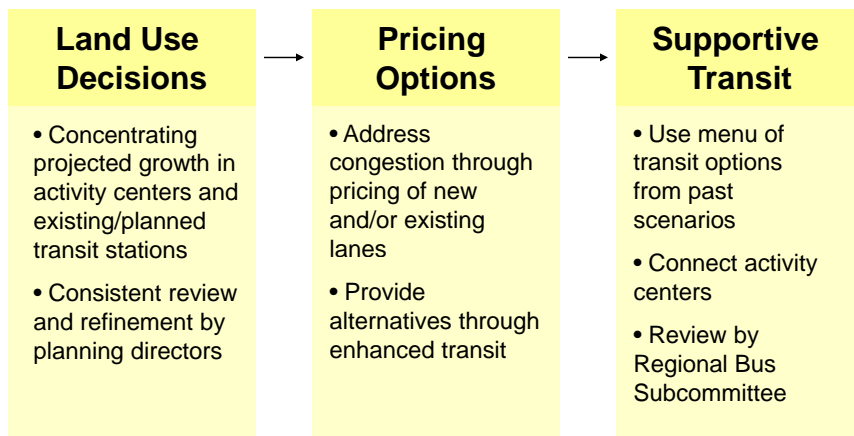 Land Use
Decisions
• Concentrating
projected growth in
activity centers and
existing/planned
transit stations
• Consistent review
and refinement by
planning directors
Pricing
Options
• Address
congestion through
pricing of new
and/or existing
lanes
• Provide
alternatives through
enhanced transit
Supportive
Transit
• Use menu of
transit options
from past
scenarios
• Connect activity
centers
• Review by
Regional Bus
Subcommittee